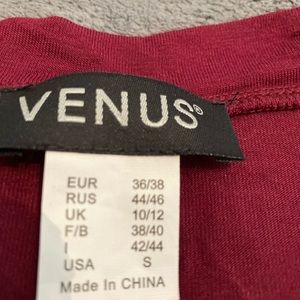 VENUS®
EUR 36/38
RUS 44/46
UK 10/12
F/B 38/40
I 42/44
USA S
Made In CHINA